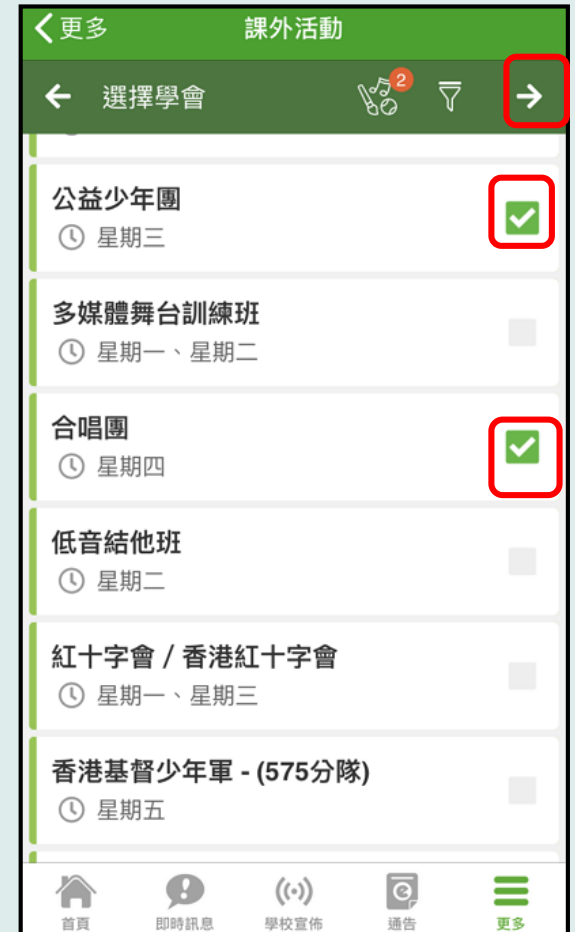 更多
課外活動
選擇學會
2
公益少年團
星期三
多媒體舞台訓練班
星期一、星期二
合唱團
星期四
低音結他班
星期二
紅十字會 / 香港紅十字會
星期一、星期三
香港基督少年軍 - (575分隊)
星期五
首頁
即時訊息
學校宣佈
通告
更多